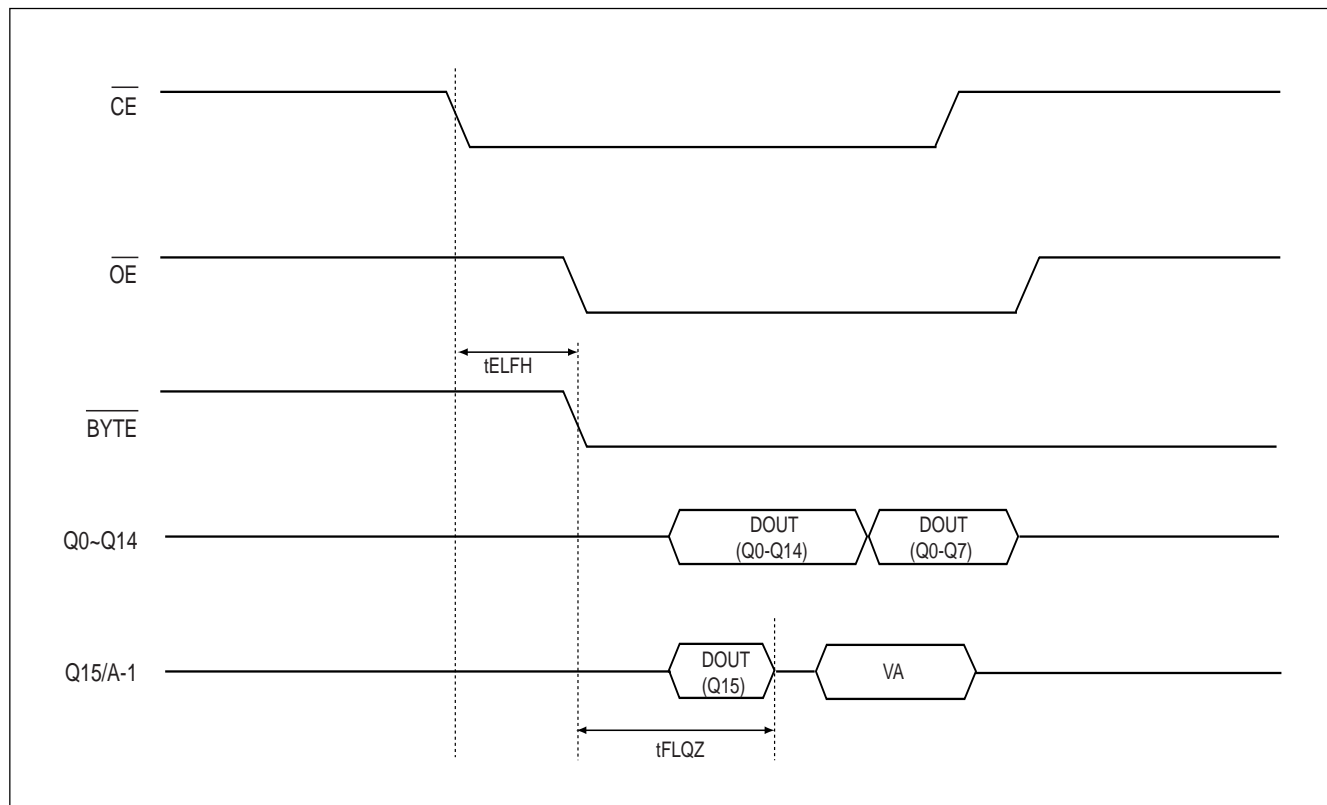 CE
OE
tELFH
BYTE
Q0~Q14
DOUT
(Q0-Q14)
DOUT
(Q0-Q7)
Q15/A-1
DOUT
(Q15)
VA
tFLQZ